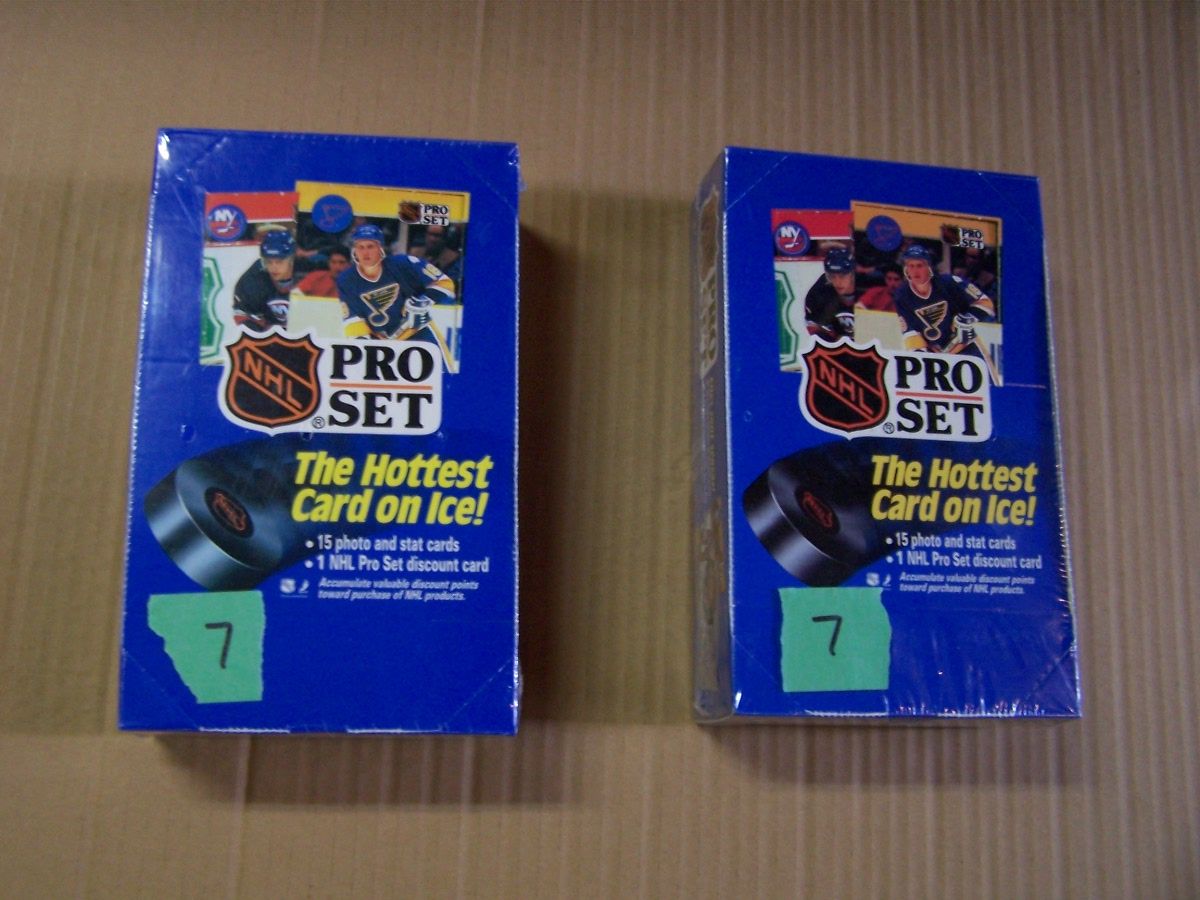 NY
PRO
SET
NHL
PRO
SET
®
The Hottest
Card on Ice!
NHL
• 15 photo and stat cards
• 1 NHL Pro Set discount card
Accumulate valuable discount points
toward purchase of NHL products.
7
NY
PRO
SET
NHL
PRO
SET
®
The Hottest
Card on Ice!
NHL
• 15 photo and stat cards
• 1 NHL Pro Set discount card
Accumulate valuable discount points
toward purchase of NHL products.
7